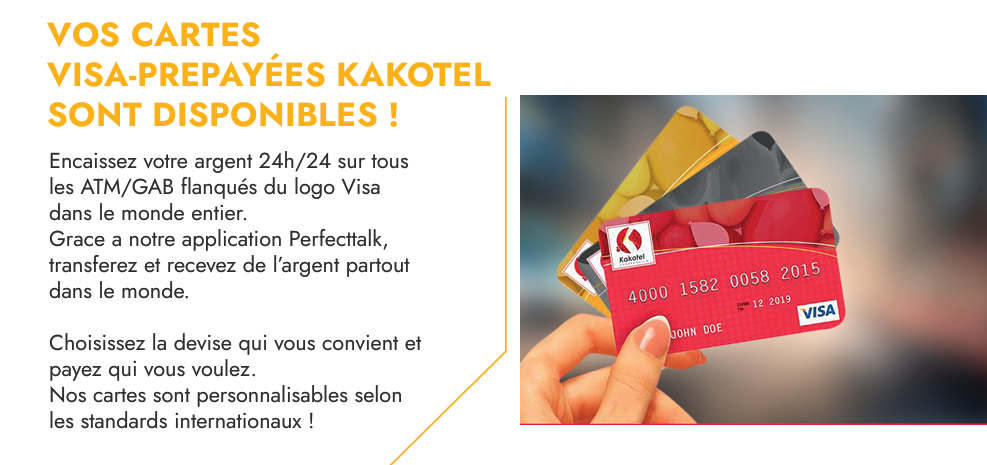 VOS CARTES
VISA-PREPAYÉES KAKOTEL
SONT DISPONIBLES !
Encaissez votre argent 24h/24 sur tous
les ATM/GAB flanqués du logo Visa
dans le monde entier.
Grace a notre application Perfecttalk,
transferez et recevez de l'argent partout
dans le monde.
Choisissez la devise qui vous convient et
payez qui vous voulez.
Nos cartes sont personnalisables selon
les standards internationaux !
Kakotel
4000 1582 0058 2015
12 2019
VISA
JOHN DOE